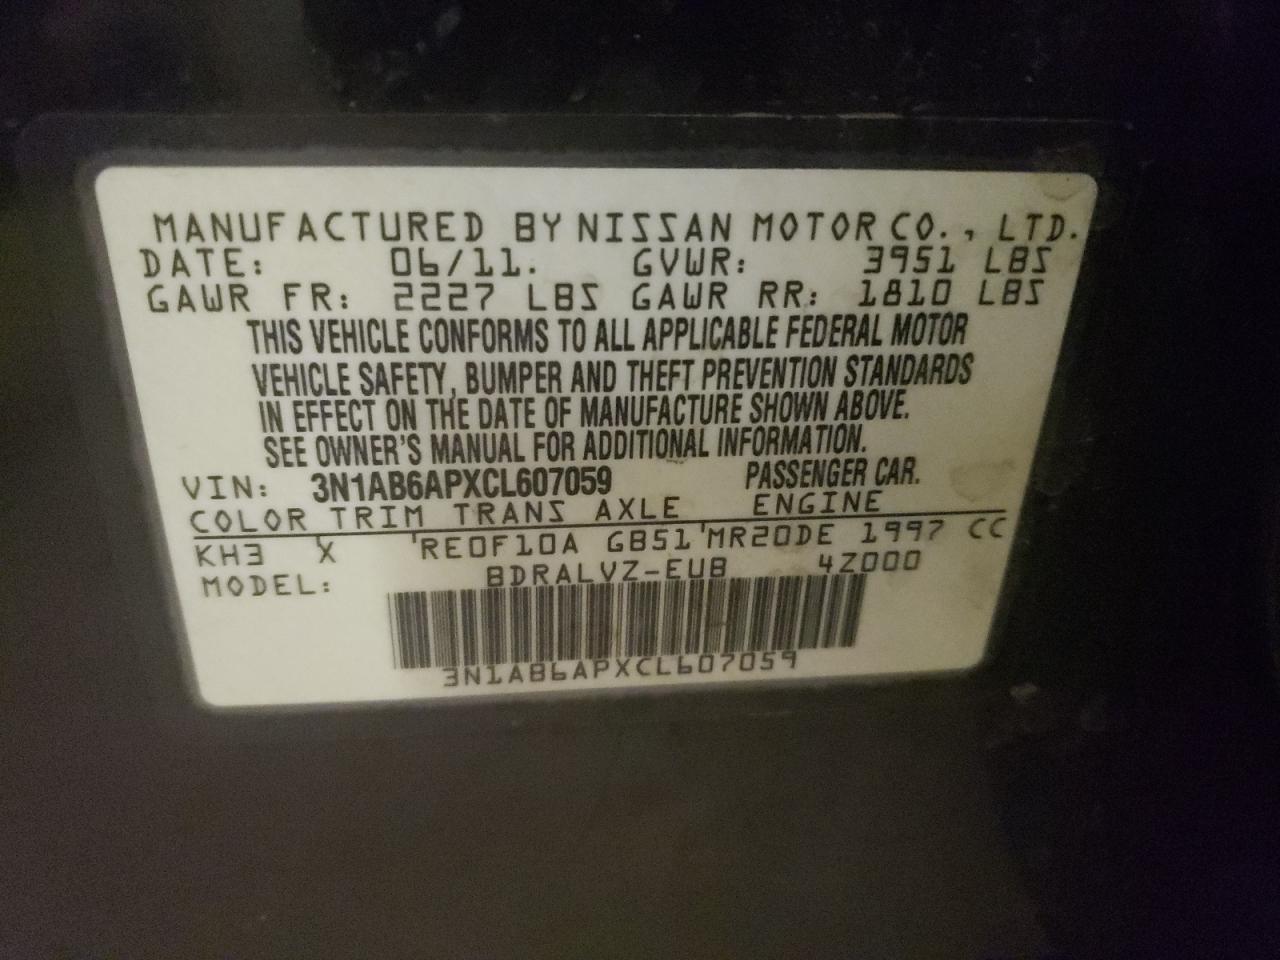 MANUFACTURED BY NISSAN MOTOR CO., LTD.
DATE: 06/11. GVWR: 3951 LBS
GAWR FR: 2227 LBS GAWR RR: 1810 LBS
THIS VEHICLE CONFORMS TO ALL APPLICABLE FEDERAL MOTOR
VEHICLE SAFETY, BUMPER AND THEFT PREVENTION STANDARDS
IN EFFECT ON THE DATE OF MANUFACTURE SHOWN ABOVE.
SEE OWNER'S MANUAL FOR ADDITIONAL INFORMATION.
VIN: 3N1AB6APXCL607059 PASSENGER CAR.
COLOR TRIM TRANS AXLE ENGINE
KH3 X RE0F10A GB51 MR20DE 1997 CC
MODEL: BDRALVZ-EUB 4Z000
3N1AB6APXCL607059